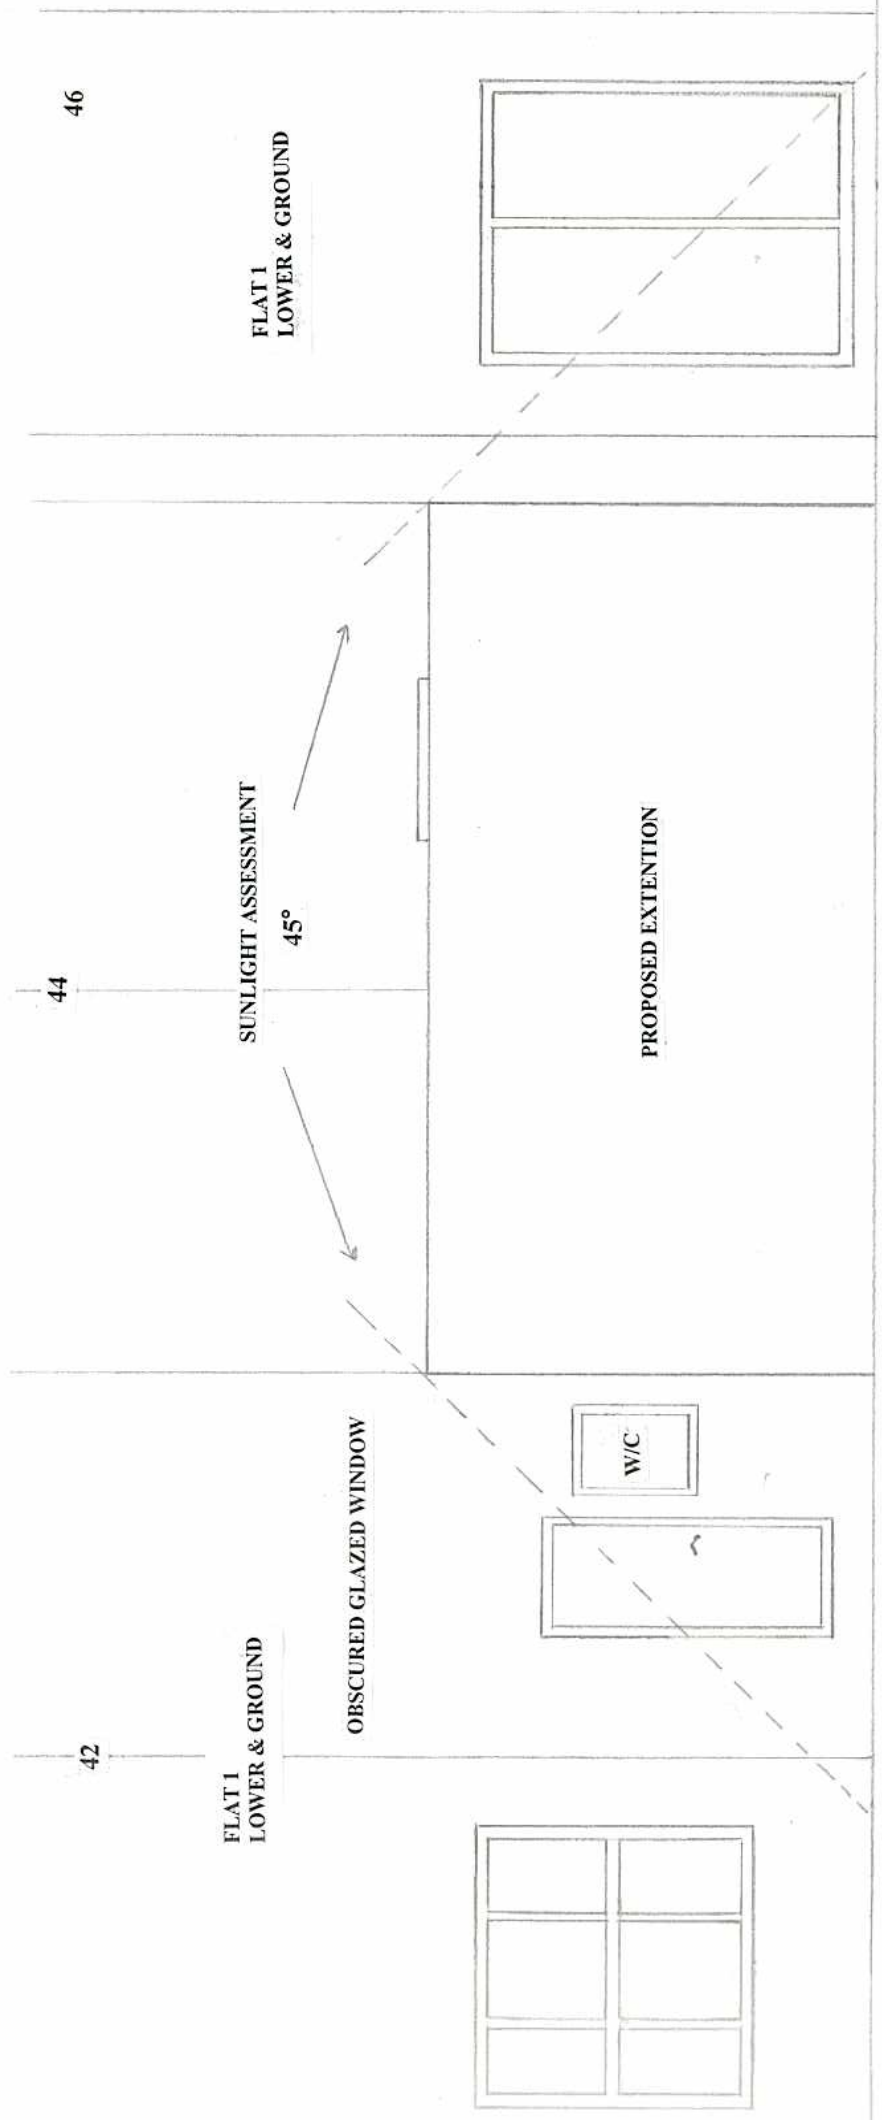 42
44
46
FLAT 1
LOWER & GROUND
SUNLIGHT ASSESSMENT
45°
FLAT 1
LOWER & GROUND
OBSCURED GLAZED WINDOW
W/C
PROPOSED EXTENTION